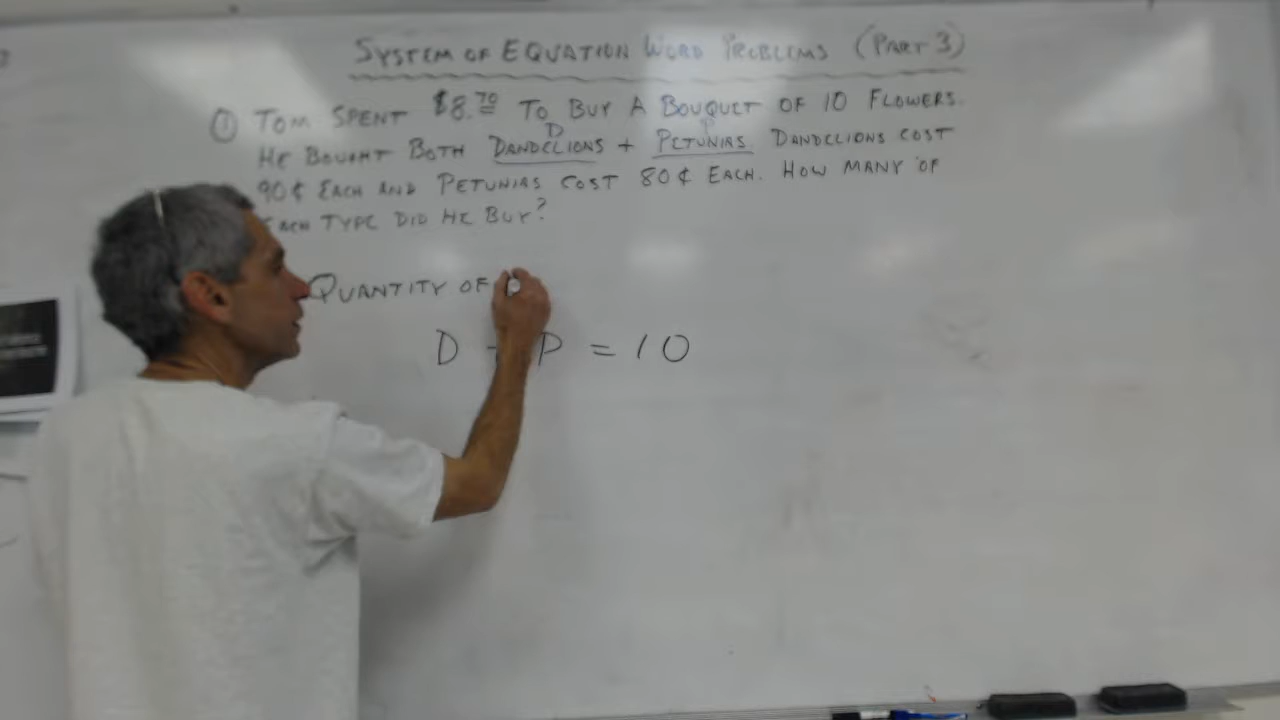 SYSTEM OF EQUATION WORD PROBLEMS (PART 3)
① TOM SPENT $8.70 TO BUY A BOUQUET OF 10 FLOWERS.
D P
HE BOUGHT BOTH DANDELIONS + PETUNIAS DANDELIONS COST
90¢ EACH AND PETUNIAS COST 80¢ EACH. HOW MANY OF
EACH TYPE DID HE BUY?
QUANTITY OF
D + P = 10